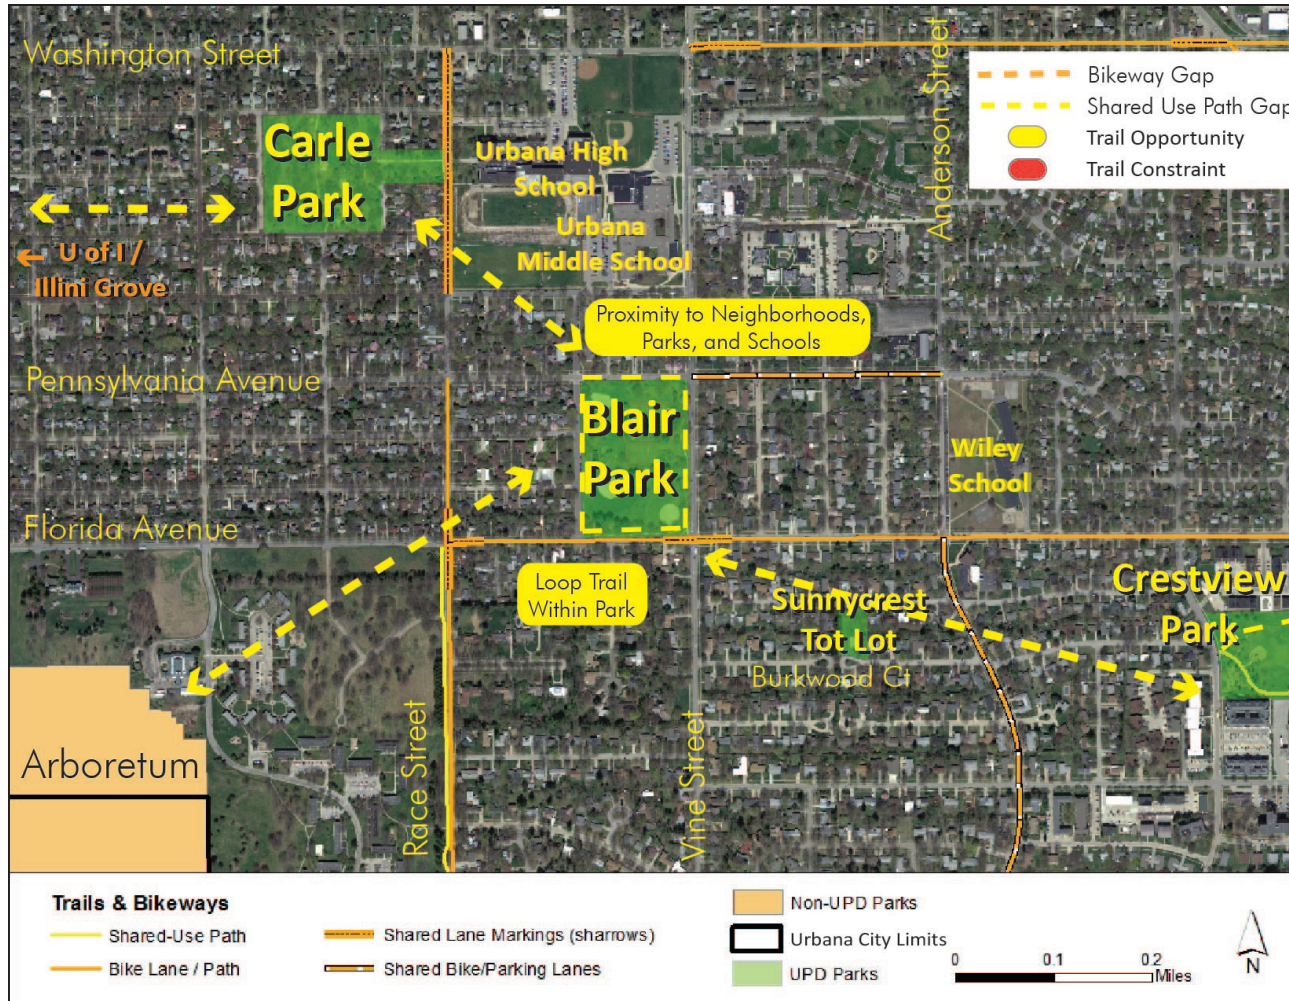 Washington Street
Anderson Street
Bikeway Gap
Shared Use Path Gap
Trail Opportunity
Trail Constraint
Carle
Park
Urbana High
School
Urbana
Middle School
U of I /
Illini Grove
Proximity to Neighborhoods,
Parks, and Schools
Pennsylvania Avenue
Blair
Park
Wiley
School
Florida Avenue
Loop Trail
Within Park
Sunnycrest
Tot Lot
Burkwood Ct
Crestview
Park
Arboretum
Race Street
Vine Street
Trails & Bikeways
Shared-Use Path
Bike Lane / Path
Shared Lane Markings (sharrows)
Shared Bike/Parking Lanes
Non-UPD Parks
Urbana City Limits
UPD Parks
0 0.1 0.2
Miles
N